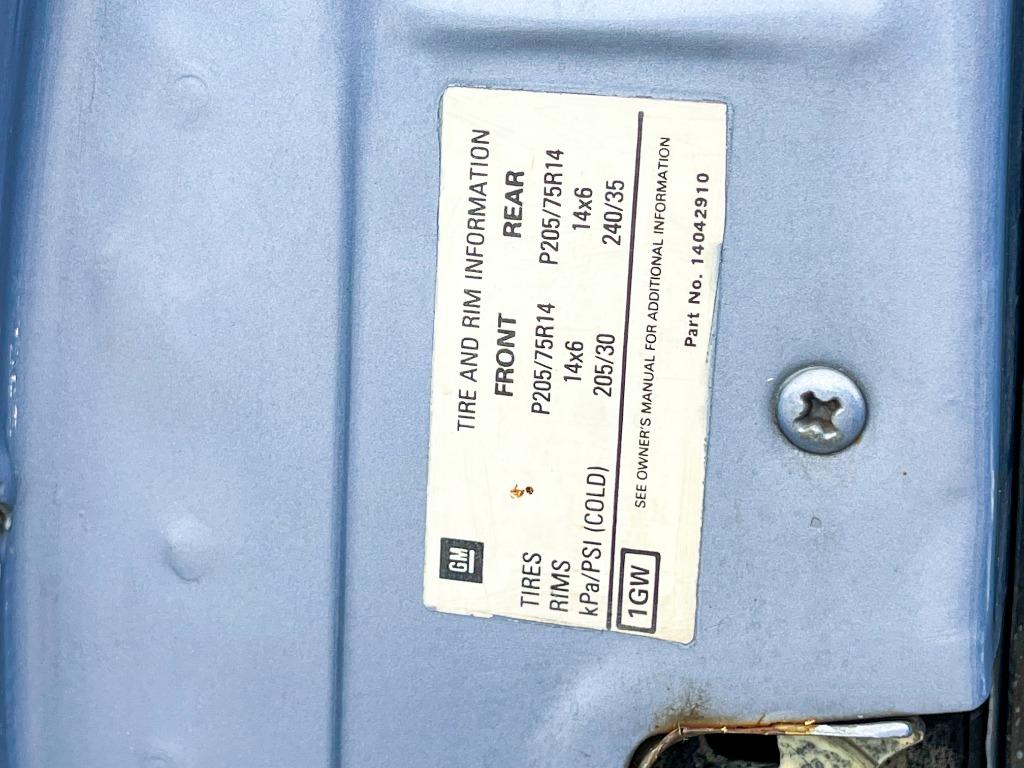 GM
TIRE AND RIM INFORMATION
FRONT REAR
TIRES P205/75R14 P205/75R14
RIMS 14x6 14x6
kPa/PSI (COLD) 205/30 240/35
1GW SEE OWNER'S MANUAL FOR ADDITIONAL INFORMATION
Part No. 14042910